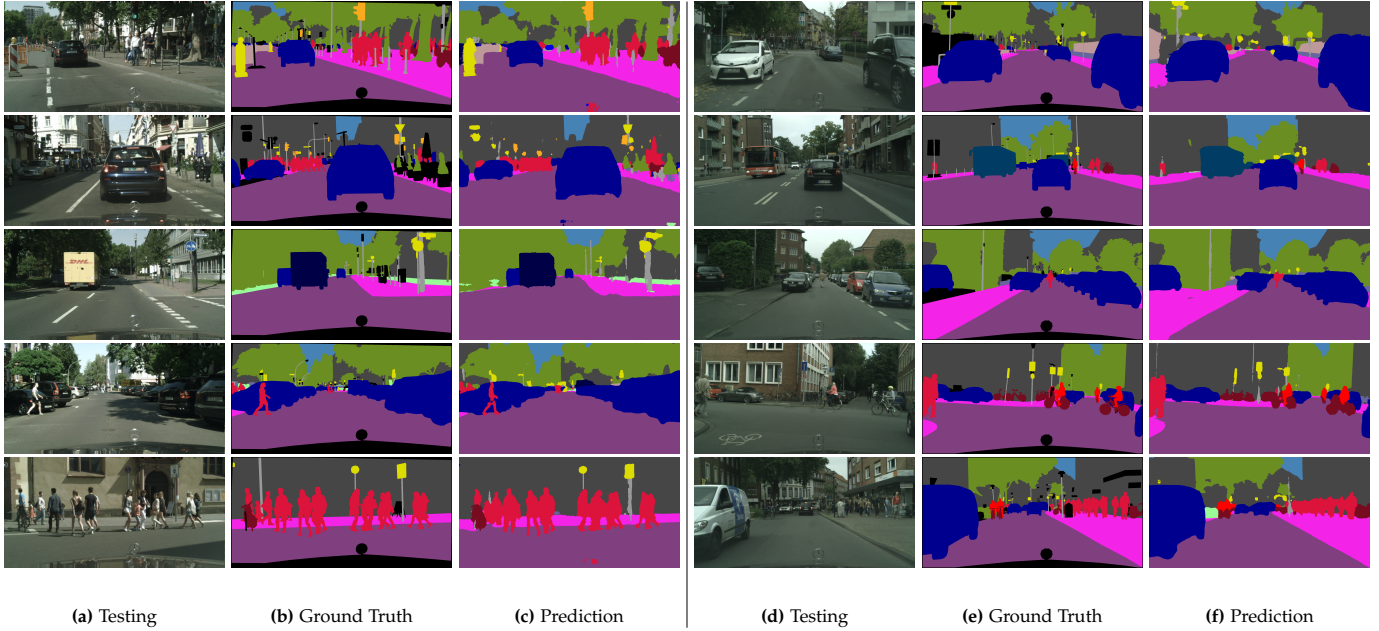 (a) Testing
(b) Ground Truth
(c) Prediction
(d) Testing
(e) Ground Truth
(f) Prediction